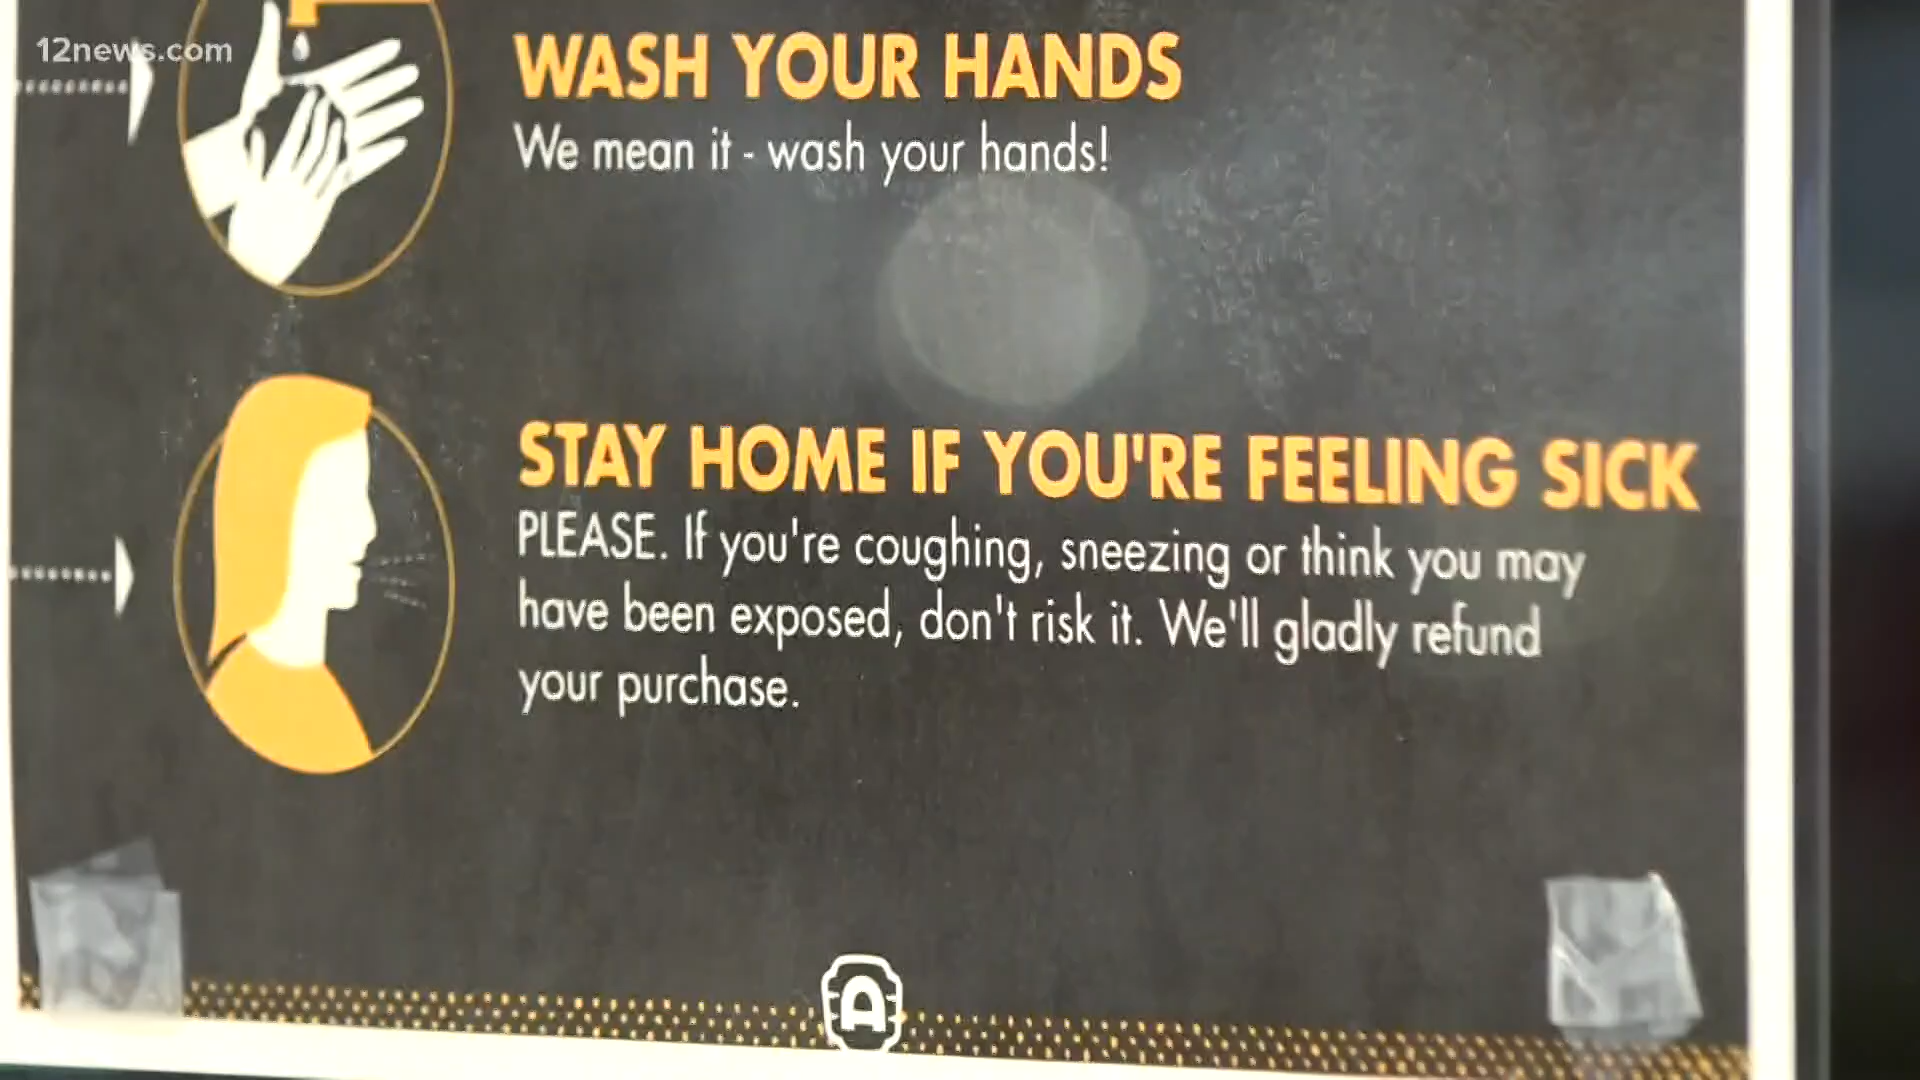 12news.com
WASH YOUR HANDS
We mean it - wash your hands!
STAY HOME IF YOU'RE FEELING SICK
PLEASE. If you're coughing, sneezing or think you may
have been exposed, don't risk it. We'll gladly refund
your purchase.
A